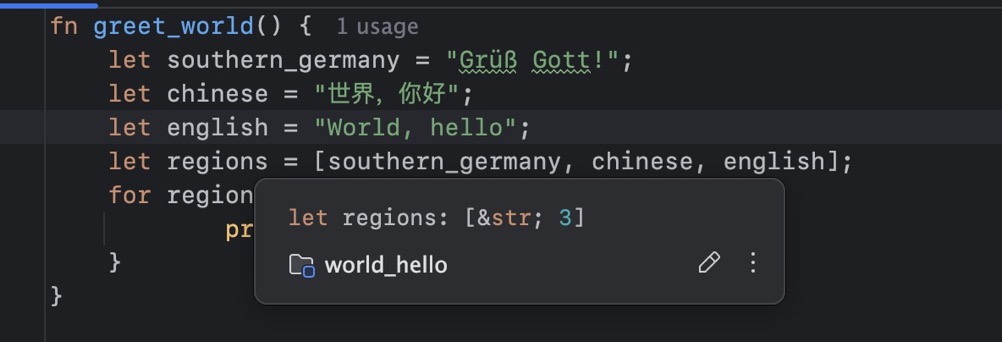 fn greet_world() { 1 usage
let southern_germany = "Grüß Gott!";
let chinese = "世界，你好";
let english = "World, hello";
let regions = [southern_germany, chinese, english];
for region
let regions: [&str; 3]
pr
world_hello
}
}